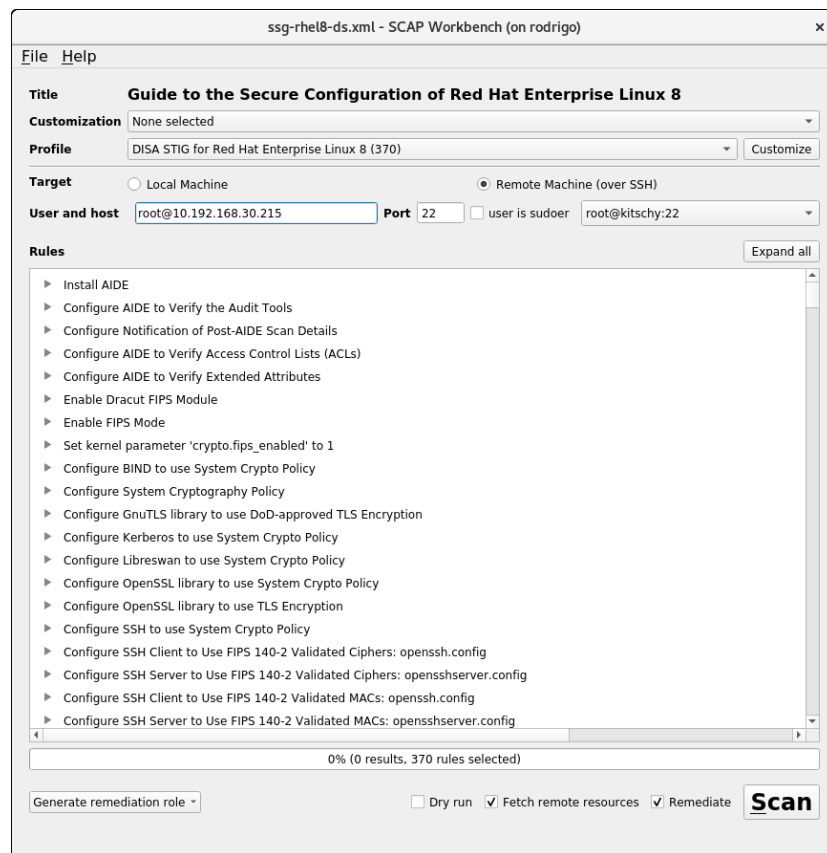 ssg-rhel8-ds.xml - SCAP Workbench (on rodrigo)
File Help
Title Guide to the Secure Configuration of Red Hat Enterprise Linux 8
Customization None selected
Profile DISA STIG for Red Hat Enterprise Linux 8 (370) Customize
Target Local Machine Remote Machine (over SSH)
User and host root@10.192.168.30.215 Port 22 user is sudoer root@kitschy:22
Rules Expand all
Install AIDE
Configure AIDE to Verify the Audit Tools
Configure Notification of Post-AIDE Scan Details
Configure AIDE to Verify Access Control Lists (ACLs)
Configure AIDE to Verify Extended Attributes
Enable Dracut FIPS Module
Enable FIPS Mode
Set kernel parameter 'crypto.fips_enabled' to 1
Configure BIND to use System Crypto Policy
Configure System Cryptography Policy
Configure GnuTLS library to use DoD-approved TLS Encryption
Configure Kerberos to use System Crypto Policy
Configure Libreswan to use System Crypto Policy
Configure OpenSSL library to use System Crypto Policy
Configure OpenSSL library to use TLS Encryption
Configure SSH to use System Crypto Policy
Configure SSH Client to Use FIPS 140-2 Validated Ciphers: openssh.config
Configure SSH Server to Use FIPS 140-2 Validated Ciphers: opensshserver.config
Configure SSH Client to Use FIPS 140-2 Validated MACs: openssh.config
Configure SSH Server to Use FIPS 140-2 Validated MACs: opensshserver.config
0% (0 results, 370 rules selected)
Generate remediation role Dry run Fetch remote resources Remediate Scan